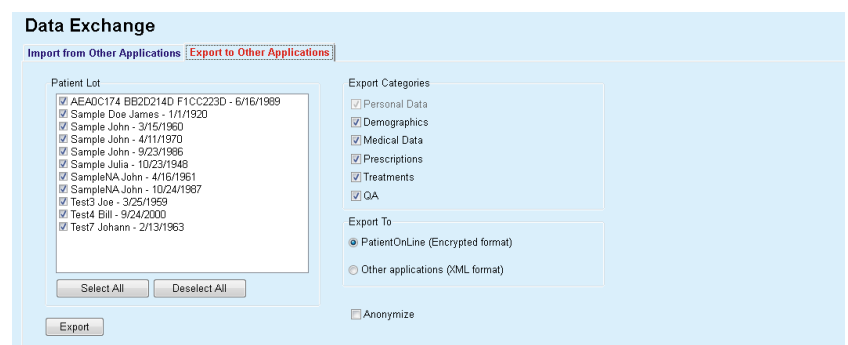 Data Exchange
Import from Other Applications Export to Other Applications
Patient Lot
AEA0C174 BB2D214D F1CC223D - 6/16/1989
Sample Doe James - 1/1/1920
Sample John - 3/15/1960
Sample John - 4/11/1970
Sample John - 9/23/1986
Sample Julia - 10/23/1948
SampleNA John - 4/16/1961
SampleNA John - 10/24/1987
Test3 Joe - 3/25/1959
Test4 Bill - 9/24/2000
Test7 Johann - 2/13/1963
Select All Deselect All
Export
Export Categories
Personal Data
Demographics
Medical Data
Prescriptions
Treatments
QA
Export To
PatientOnLine (Encrypted format)
Other applications (XML format)
Anonymize